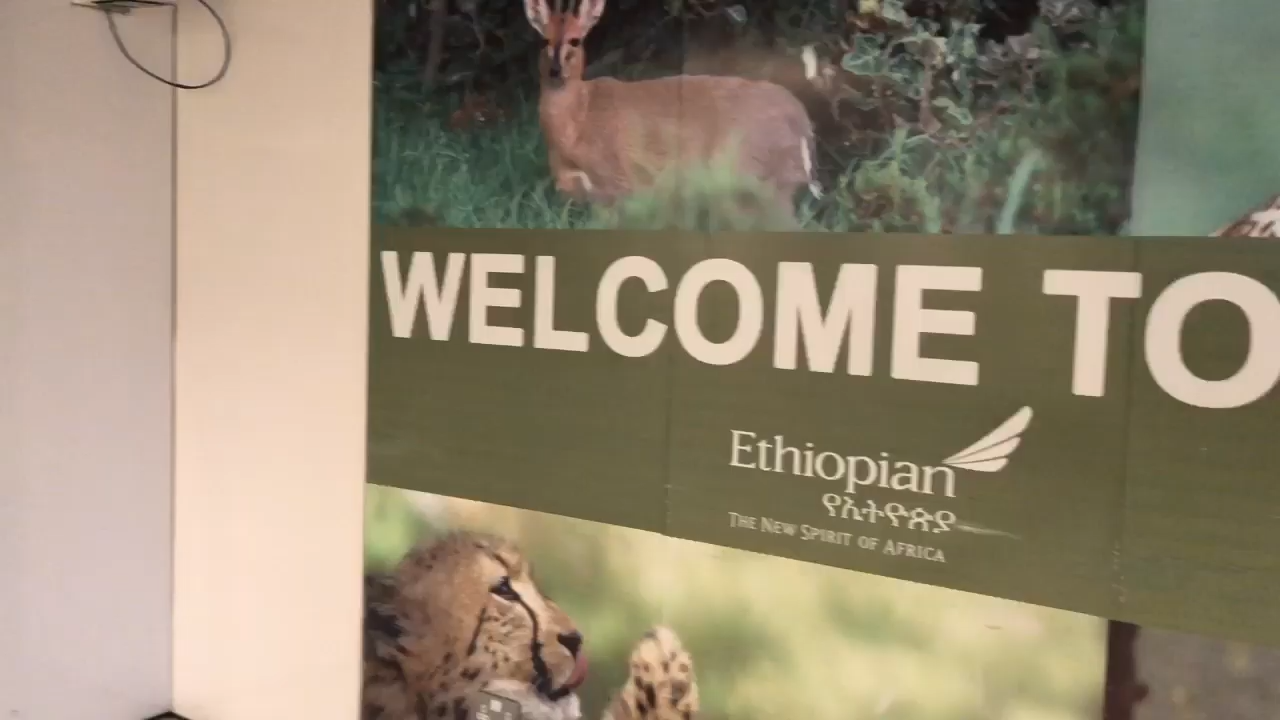 WELCOME TO
Ethiopian
የኢትዮጵያ
THE NEW SPIRIT OF AFRICA